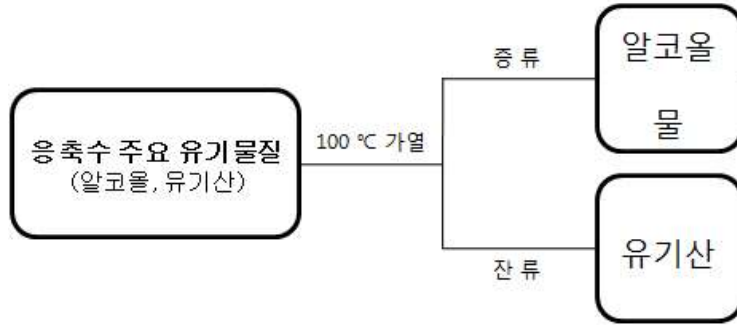 응축수 주요 유기물질
(알코올, 유기산)
100 ℃ 가열
증 류
알코올
물
잔 류
유기산